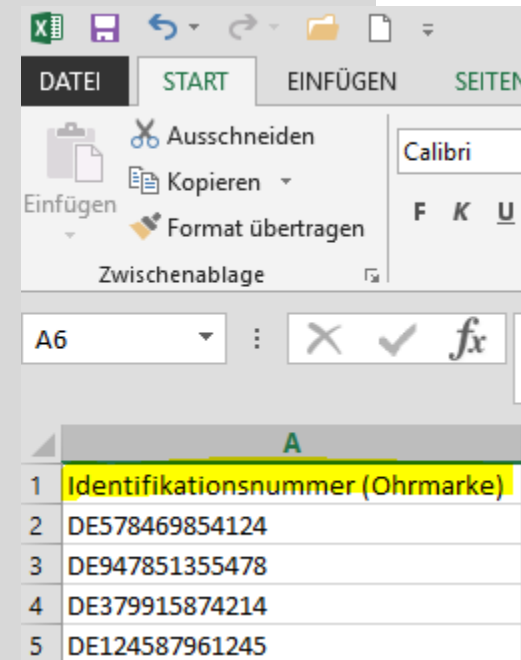 DATEI START EINFÜGEN SEITEN
Ausschneiden
Calibri
Kopieren
Einfügen
F K U
Format übertragen
Zwischenablage
A6 fx
A
1 Identifikationsnummer (Ohrmarke)
2 DE578469854124
3 DE947851355478
4 DE379915874214
5 DE124587961245